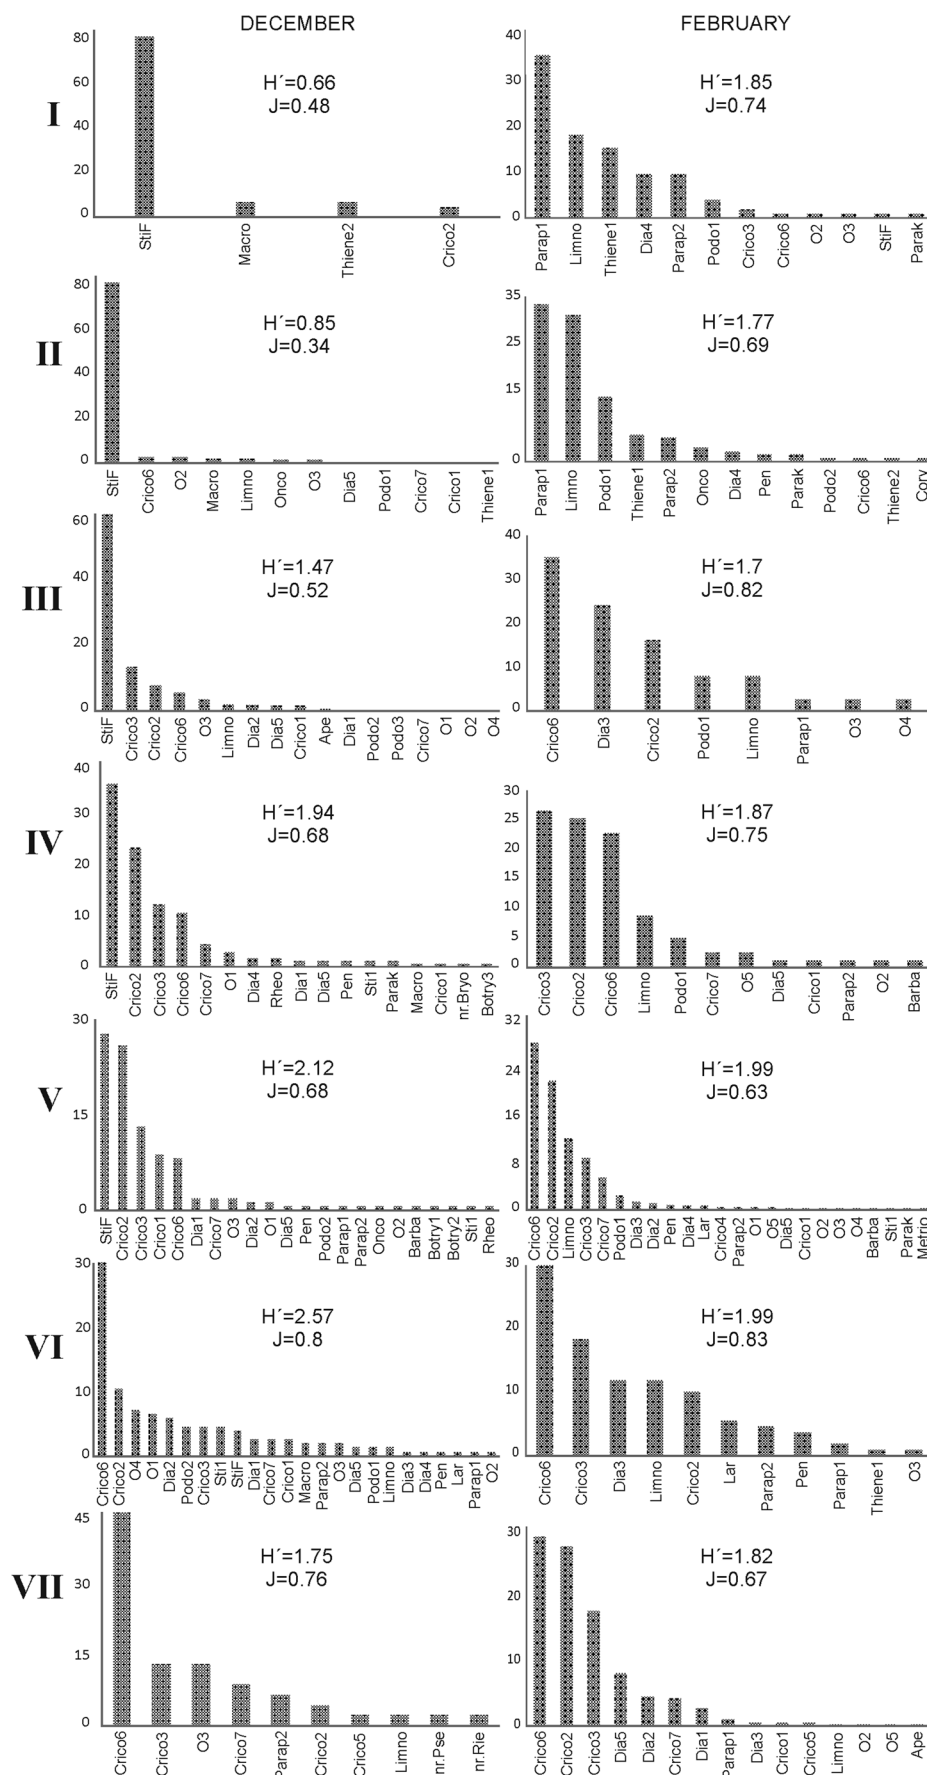 DECEMBER
FEBRUARY
I
80
60
40
20
0
H´=0.66
J=0.48
StiF
Macro
Thiene2
Crico2
40
30
20
10
0
H´=1.85
J=0.74
Parap1
Limno
Thiene1
Dia4
Parap2
Podo1
Crico3
Crico6
O2
O3
StiF
Parak
II
80
60
40
20
0
H´=0.85
J=0.34
StiF
Crico6
O2
Macro
Limno
Onco
O3
Dia5
Podo1
Crico7
Crico1
Thiene1
35
25
15
0
H´=1.77
J=0.69
Parap1
Limno
Podo1
Thiene1
Parap2
Onco
Dia4
Pen
Parak
Podo2
Crico6
Thiene2
Cory
III
60
40
20
0
H´=1.47
J=0.52
StiF
Crico3
Crico2
Crico6
O3
Limno
Dia2
Dia5
Crico1
Ape
Dia1
Podo2
Podo3
Crico7
O1
O2
O4
40
30
20
10
0
H´=1.7
J=0.82
Crico6
Dia3
Crico2
Podo1
Limno
Parap1
O3
O4
IV
40
30
20
10
0
H´=1.94
J=0.68
StiF
Crico2
Crico3
Crico6
Crico7
O1
Dia4
Rheo
Dia1
Dia5
Pen
Sti1
Parak
Macro
Crico1
nr.Bryo
Botry3
30
25
20
15
10
5
0
H´=1.87
J=0.75
Crico3
Crico2
Crico6
Limno
Podo1
Crico7
O5
Dia5
Crico1
Parap2
O2
Barba
V
30
15
0
H´=2.12
J=0.68
StiF
Crico2
Crico3
Crico1
Crico6
Dia1
Crico7
O3
Dia2
O1
Dia5
Pen
Podo2
Parap1
Parap2
Onco
O2
Barba
Botry1
Botry2
Sti1
Rheo
32
24
16
8
0
H´=1.99
J=0.63
Crico6
Crico2
Limno
Crico3
Crico7
Podo1
Dia3
Dia2
Pen
Dia4
Lar
Crico4
Parap2
O1
O5
Dia5
Crico1
O2
O3
O4
Barba
Sti1
Parak
Metrio
VI
30
20
10
0
H´=2.57
J=0.8
Crico6
Crico2
O4
O1
Dia2
Podo2
Crico3
Sti1
StiF
Dia1
Crico7
Crico1
Macro
Parap2
O3
Dia5
Podo1
Limno
Dia3
Dia4
Pen
Lar
Parap1
O2
30
20
10
0
H´=1.99
J=0.83
Crico6
Crico3
Dia3
Limno
Crico2
Lar
Parap2
Pen
Parap1
Thiene1
O3
VII
45
30
15
0
H´=1.75
J=0.76
Crico6
Crico3
O3
Crico7
Parap2
Crico2
Crico5
Limno
nr.Pse
nr.Rie
30
20
10
0
H´=1.82
J=0.67
Crico6
Crico2
Crico3
Dia5
Dia2
Crico7
Dia1
Parap1
Dia3
Crico1
Crico5
Limno
O2
O5
Ape